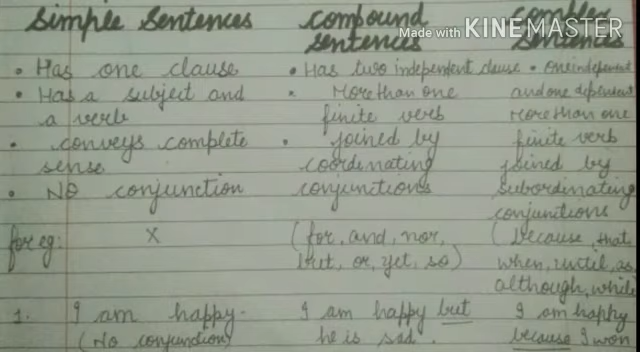 Made with KINEMASTER
Simple Sentences
• Has one clause
• Has a subject and
a verb
• conveys complete
sense
• NO conjunction
for eg: X
1. I am happy.
(No conjunction)
compound
sentences
• Has two independent clause
• More than one
finite verb
• joined by
coordenating
conjunctions
(for, and, nor,
but, or, yet, so)
I am happy but
he is sad.
complex
sentences
• one independent
and one dependent
More than one
finite verb
joined by
subordinating
conjunctions
(because, that,
when, until, as,
although, while
I am happy
because I won